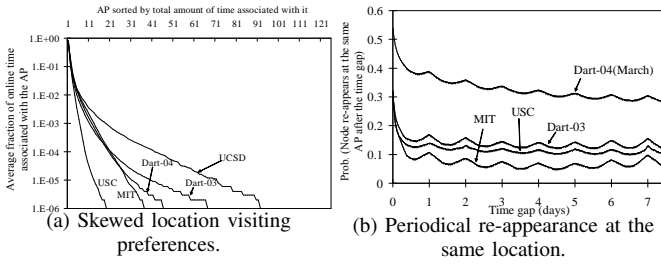 AP sorted by total amount of time associated with it
1 11 21 31 41 51 61 71 81 91 101 111 121
Average fraction of online time
associated with the AP
1.E+00
1.E-01
1.E-02
1.E-03
1.E-04
1.E-05
1.E-06
UCSD
Dart-04
USC
MIT
Dart-03
(a) Skewed location visiting
preferences.
Prob. (Node re-appears at the same
AP after the time gap)
0.6
0.5
0.4
0.3
0.2
0.1
0
Dart-04(March)
MIT
USC
Dart-03
0 1 2 3 4 5 6 7
Time gap (days)
(b) Periodical re-appearance at the
same location.